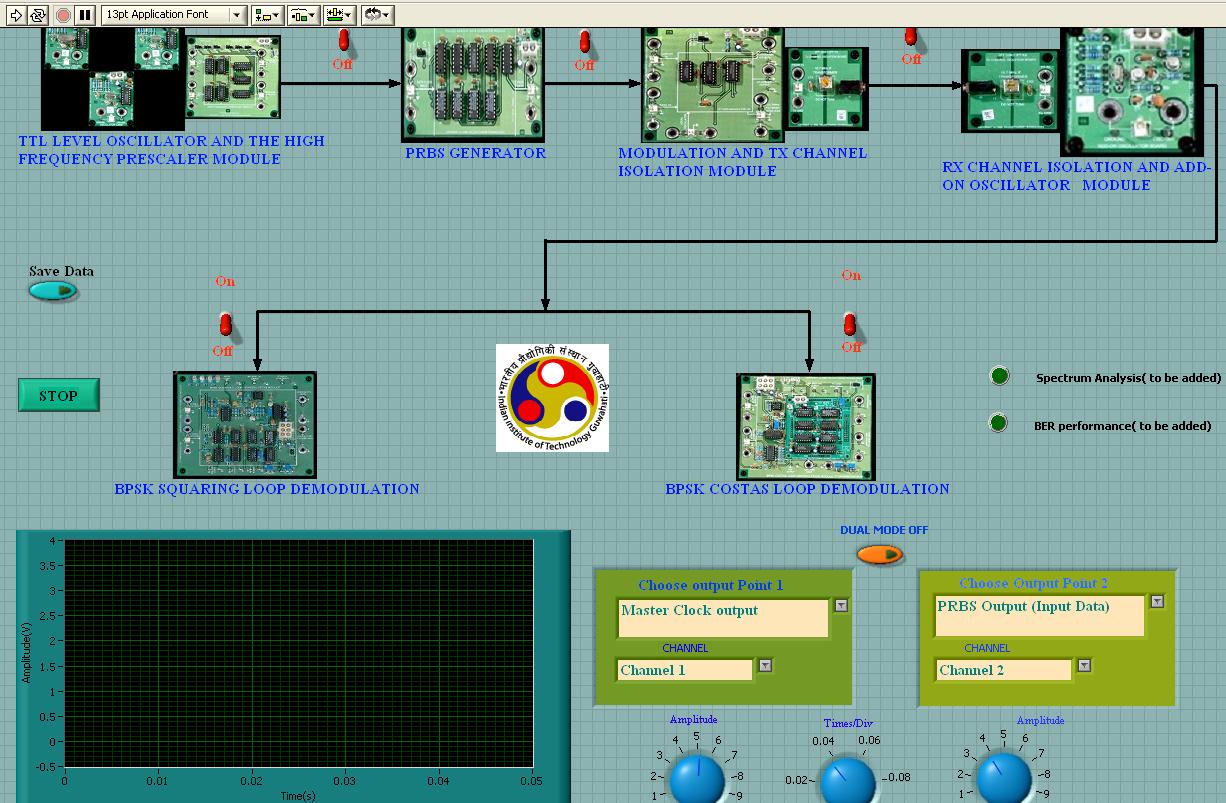 13pt Application Font
Off
Off
Off
TTL LEVEL OSCILLATOR AND THE HIGH
FREQUENCY PRESCALER MODULE
PRBS GENERATOR
MODULATION AND TX CHANNEL
ISOLATION MODULE
RX CHANNEL ISOLATION AND ADD-
ON OSCILLATOR MODULE
Save Data
On
Off
On
Off
STOP
भारतीय प्रौद्योगिकी संस्थान गुवाहाटी
Indian Institute of Technology Guwahati
Spectrum Analysis( to be added)
BER performance( to be added)
BPSK SQUARING LOOP DEMODULATION
BPSK COSTAS LOOP DEMODULATION
DUAL MODE OFF
Choose output Point 1
Master Clock output
CHANNEL
Channel 1
Choose Output Point 2
PRBS Output (Input Data)
CHANNEL
Channel 2
Amplitude(V)
4
3.5
3
2.5
2
1.5
1
0.5
0
-0.5
0
0.01
0.02
0.03
0.04
0.05
Time(s)
Amplitude
1
2
3
4
5
6
7
8
9
Times/Div
0.02
0.04
0.06
0.08
Amplitude
1
2
3
4
5
6
7
8
9